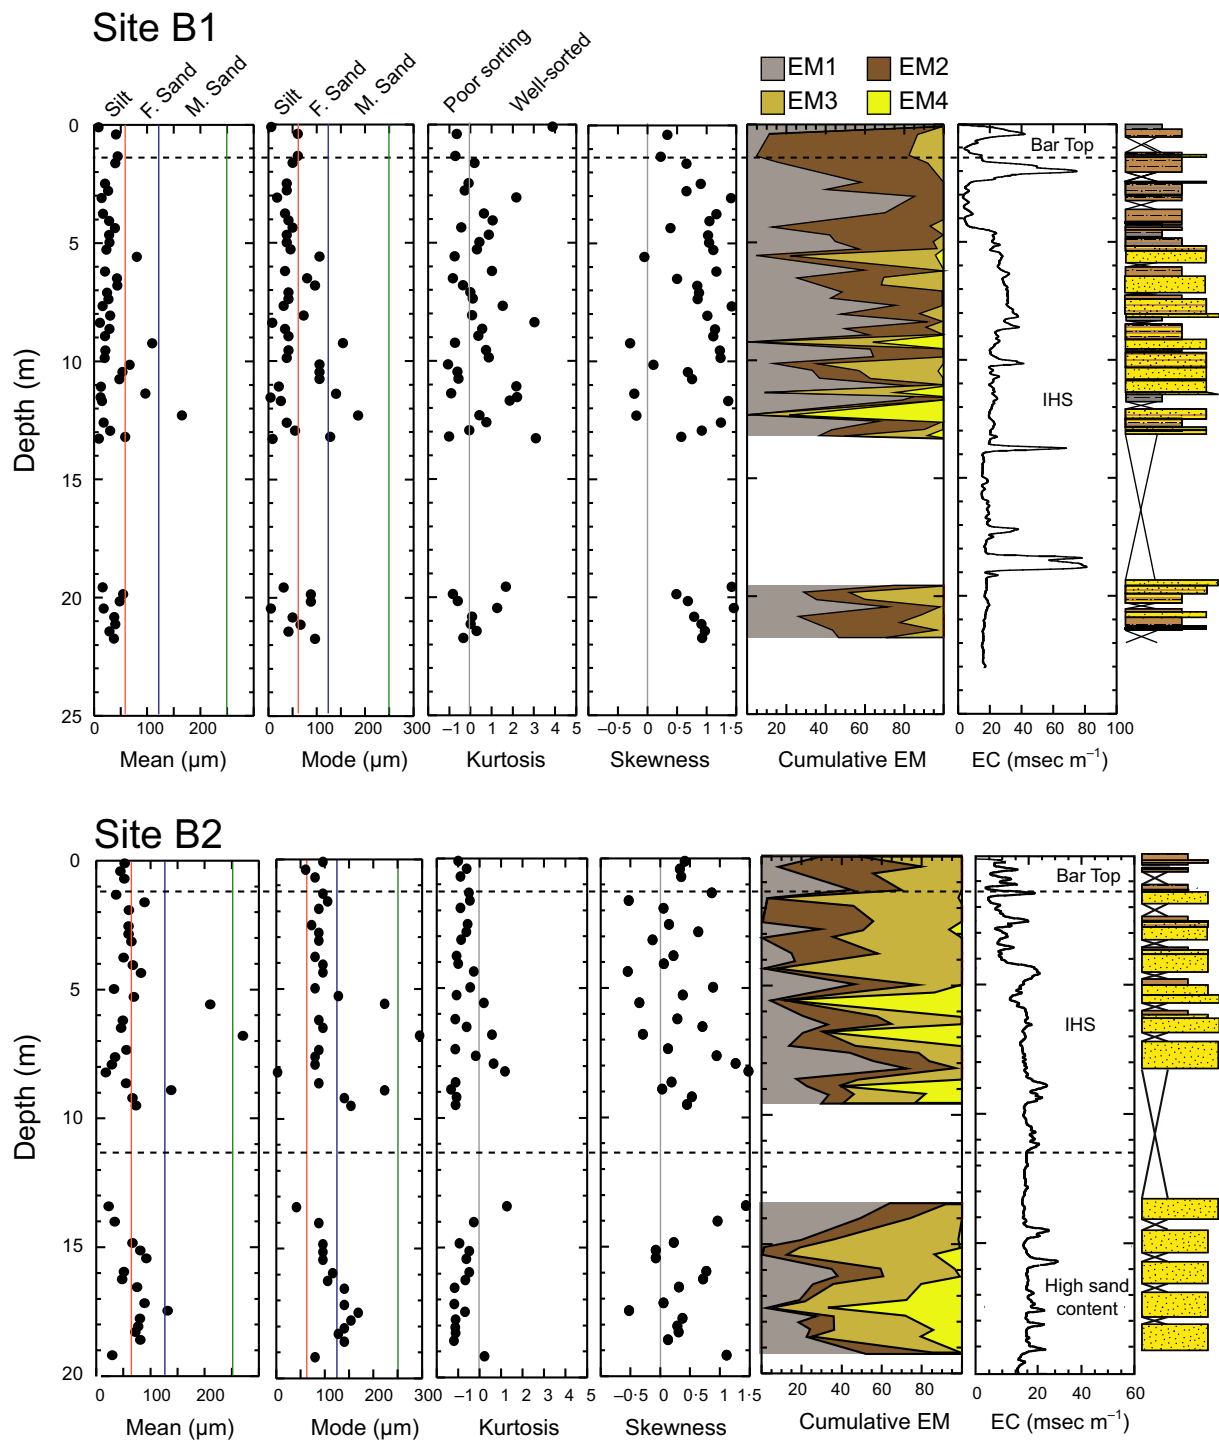 Site B1
Silt F. Sand M. Sand
Silt F. Sand M. Sand
Poor sorting Well-sorted
EM1 EM2
EM3 EM4
0
5
10
15
20
25
Depth (m)
Bar Top
IHS
0 100 200
0 100 200 300
−1 0 1 2 3 4 5
−0·5 0 0·5 1 1·5
20 40 60 80
0 20 40 60 80 100
Mean (µm)
Mode (µm)
Kurtosis
Skewness
Cumulative EM
EC (msec m⁻¹)
Site B2
0
5
10
15
20
Depth (m)
Bar Top
IHS
High sand
content
0 100 200
0 100 200 300
−1 0 1 2 3 4 5
−0·5 0 0·5 1 1·5
20 40 60 80
0 20 40 60
Mean (µm)
Mode (µm)
Kurtosis
Skewness
Cumulative EM
EC (msec m⁻¹)